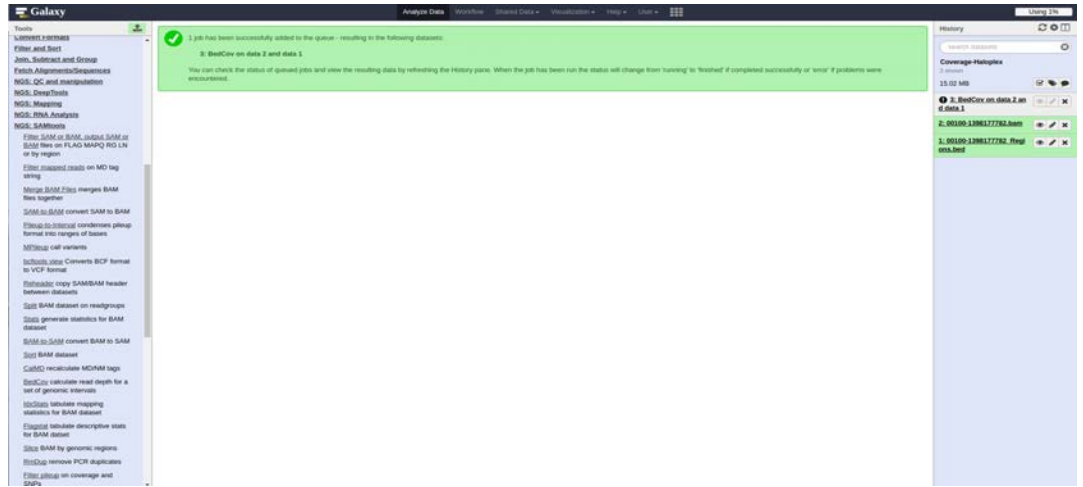 Galaxy
Analyze Data Workflow Shared Data Visualization Help User
Using 1%
Tools
Convert Formats
Filter and Sort
Join, Subtract and Group
Fetch Alignments/Sequences
NGS: QC and manipulation
NGS: DeepTools
NGS: Mapping
NGS: RNA Analysis
NGS: SAMtools
Filter SAM or BAM, output SAM or
BAM files on FLAG MAPQ RG LN
or by region
Filter mapped reads on MD tag
string
Merge BAM Files merges BAM
files together
SAM-to-BAM convert SAM to BAM
Pileup-to-Interval condenses pileup
format into ranges of bases
MPileup call variants
bcftools view Converts BCF format
to VCF format
Reheader copy SAM/BAM header
between datasets
Split BAM dataset on readgroups
Stats generate statistics for BAM
dataset
BAM-to-SAM convert BAM to SAM
Sort BAM dataset
CalMD recalculate MD/NM tags
BedCov calculate read depth for a
set of genomic intervals
IdxStats tabulate mapping
statistics for BAM dataset
Flagstat tabulate descriptive stats
for BAM datset
Slice BAM by genomic regions
RmDup remove PCR duplicates
Filter pileup on coverage and
SNPs
1 job has been successfully added to the queue - resulting in the following datasets:
3: BedCov on data 2 and data 1
You can check the status of queued jobs and view the resulting data by refreshing the History pane. When the job has been run the status will change from 'running' to 'finished' if completed successfully or 'error' if problems were
encountered.
History
search datasets
Coverage-Haloplex
3 shown
15.02 MB
3: BedCov on data 2 an
d data 1
2: 00100-1398177782.bam
1: 00100-1398177782_Regi
ons.bed